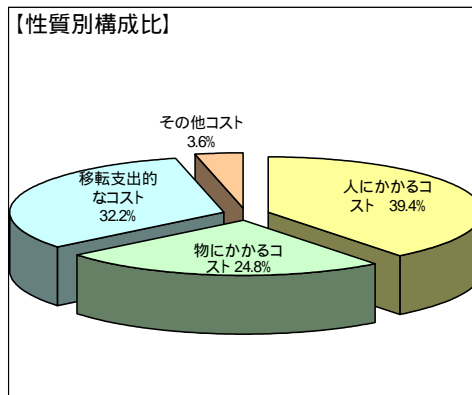 【性質別構成比】
その他コスト
3.6%
移転支出的
なコスト
32.2%
人にかかるコ
スト 39.4%
物にかかるコ
スト 24.8%